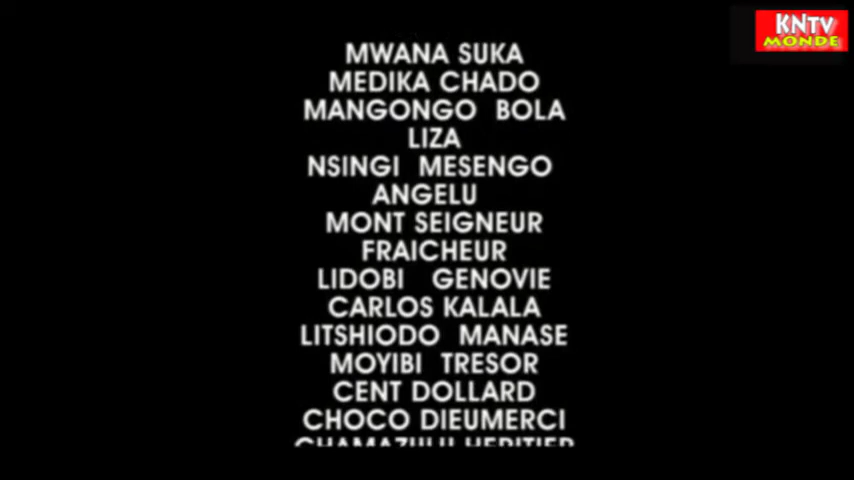 KNTV
MONDE
MWANA SUKA
MEDIKA CHADO
MANGONGO BOLA
LIZA
NSINGI MESENGO
ANGELU
MONT SEIGNEUR
FRAICHEUR
LIDOBI GENOVIE
CARLOS KALALA
LITSHIODO MANASE
MOYIBI TRESOR
CENT DOLLARD
CHOCO DIEUMERCI